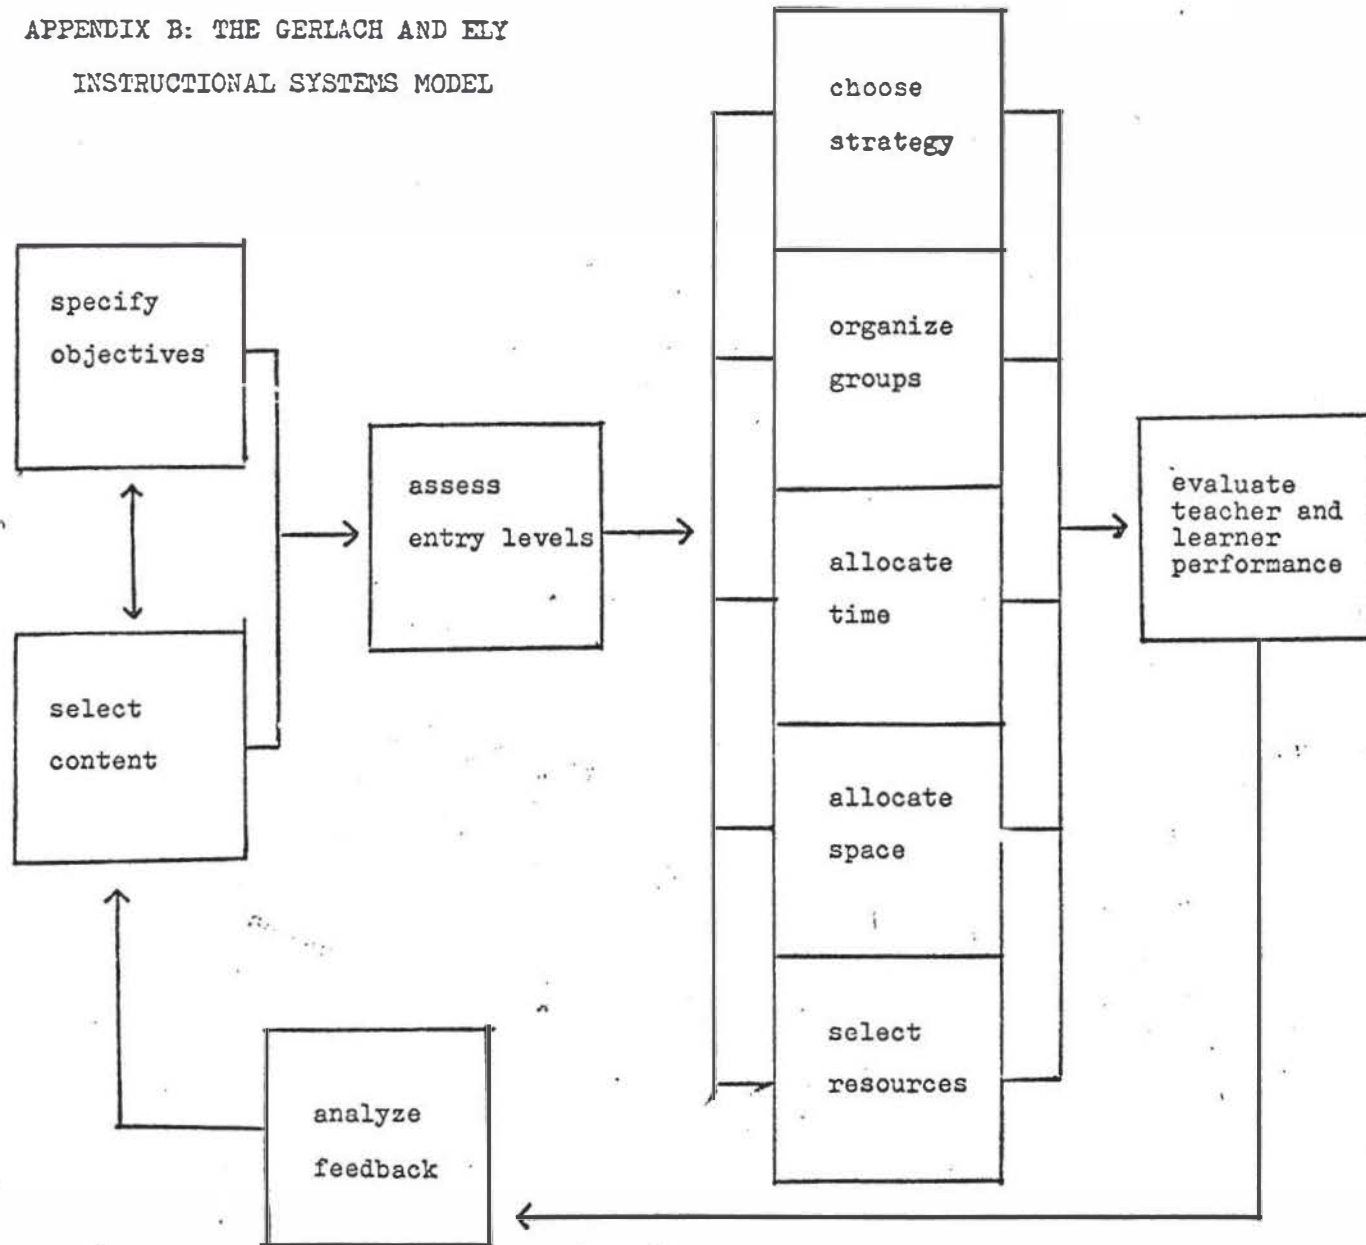 APPENDIX B: THE GERLACH AND ELY
INSTRUCTIONAL SYSTEMS MODEL
specify
objectives
select
content
assess
entry levels
choose
strategy
organize
groups
allocate
time
allocate
space
select
resources
evaluate
teacher and
learner
performance
analyze
feedback